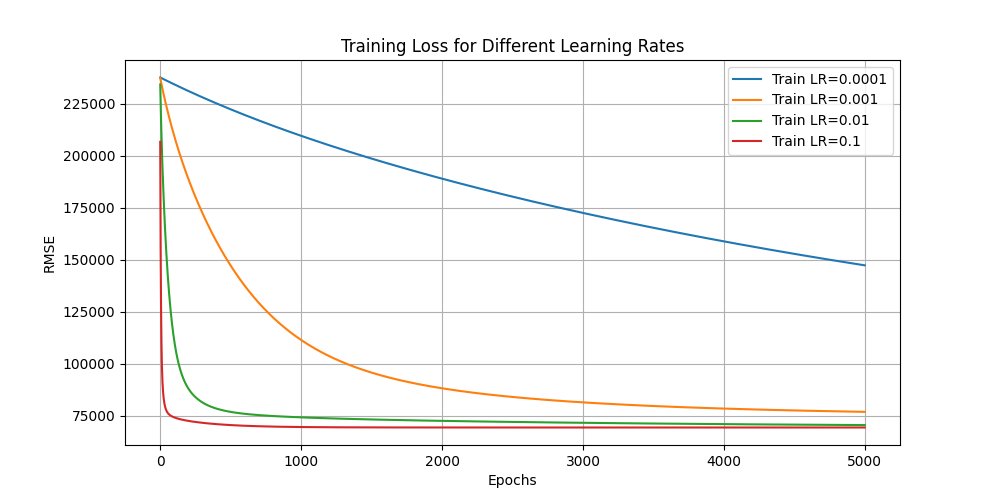 Training Loss for Different Learning Rates
Train LR=0.0001
Train LR=0.001
Train LR=0.01
Train LR=0.1
RMSE
225000
200000
175000
150000
125000
100000
75000
0 1000 2000 3000 4000 5000
Epochs